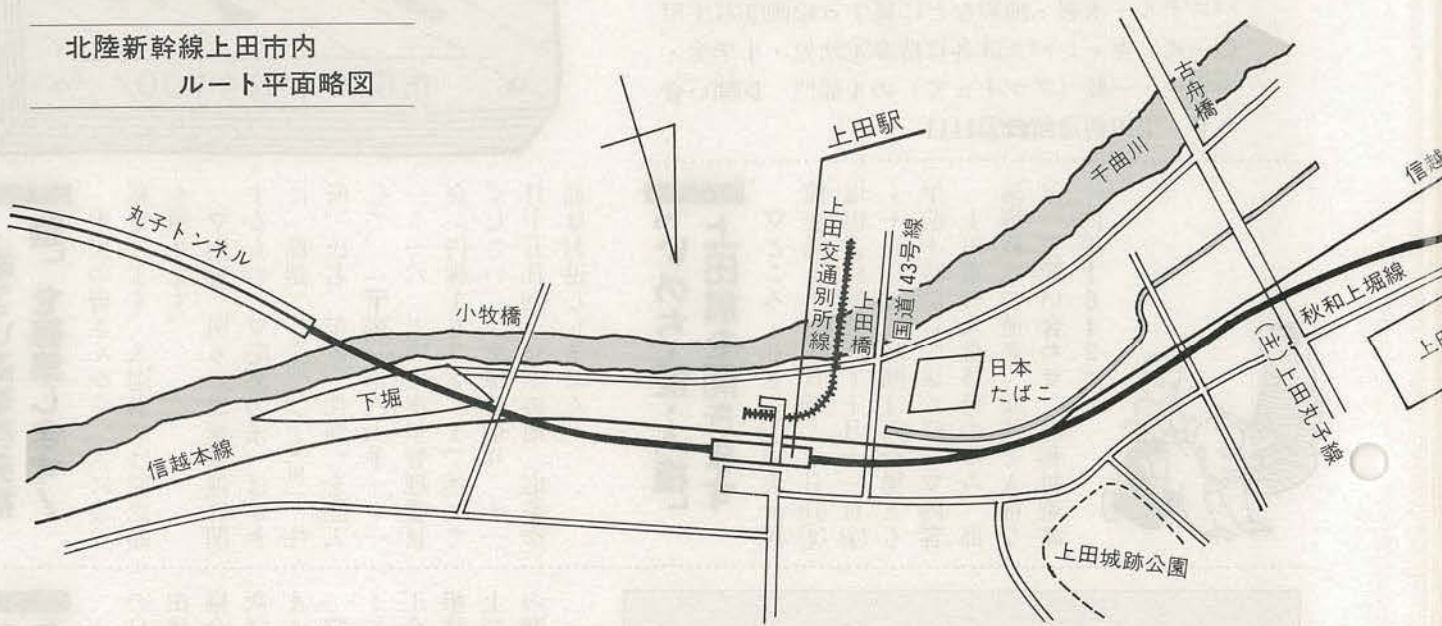 北陸新幹線上田市内
ルート平面略図
丸子トンネル
小牧橋
下堀
信越本線
上田駅
上田交通別所線
上田橋
国道143号線
千曲川
古舟橋
日本
たばこ
信越
秋和上堀線
(主)上田丸子線
上田
上田城跡公園